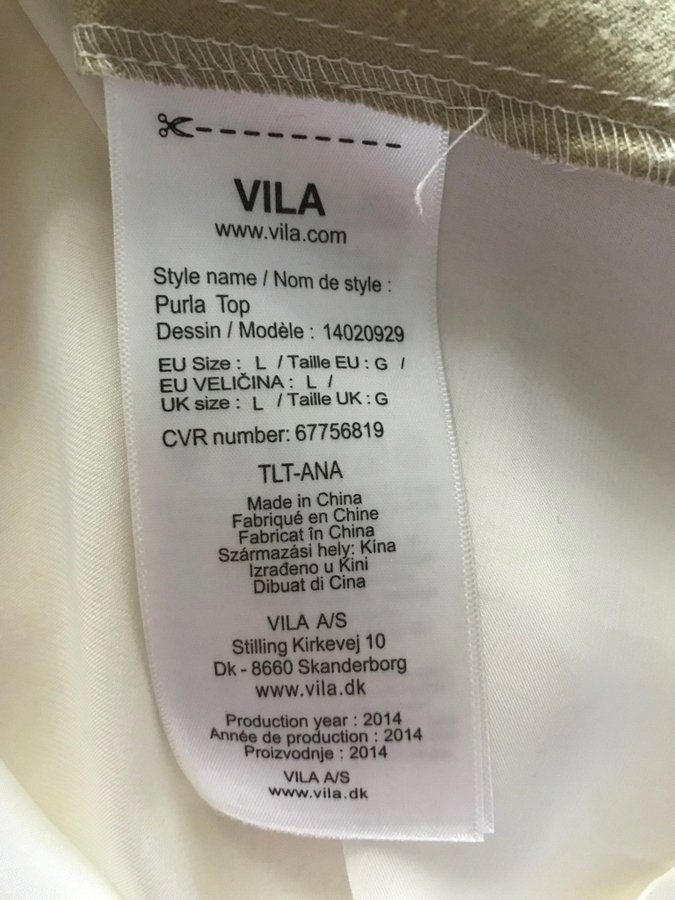 VILA
www.vila.com
Style name / Nom de style :
Purla Top
Dessin / Modèle : 14020929
EU Size : L / Taille EU : G /
EU VELIČINA : L /
UK size : L / Taille UK : G
CVR number: 67756819
TLT-ANA
Made in China
Fabriqué en Chine
Fabricat în China
Származási hely: Kína
Izrađeno u Kini
Dibuat di Cina
VILA A/S
Stilling Kirkevej 10
Dk - 8660 Skanderborg
www.vila.dk
Production year : 2014
Année de production : 2014
Proizvodnje : 2014
VILA A/S
www.vila.dk